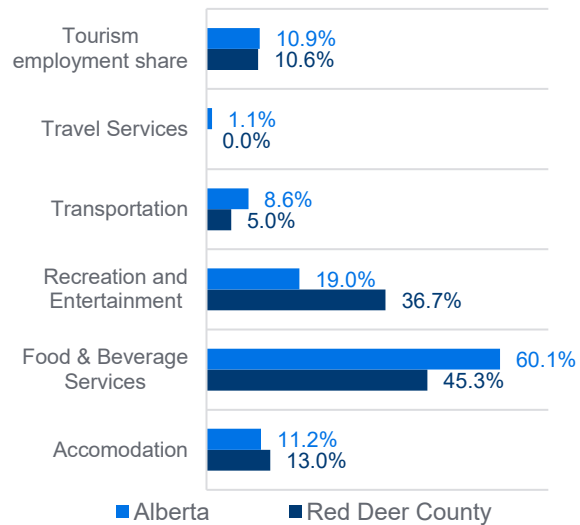 Tourism
employment share
10.9%
10.6%
Travel Services
1.1%
0.0%
Transportation
8.6%
5.0%
Recreation and
Entertainment
19.0%
36.7%
Food & Beverage
Services
60.1%
45.3%
Accomodation
11.2%
13.0%
Alberta
Red Deer County